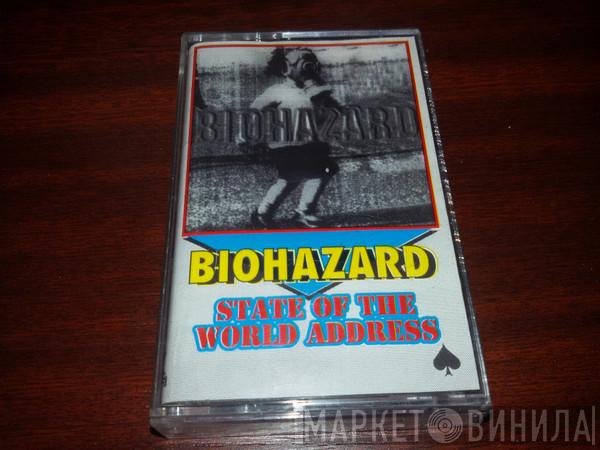 BIOHAZARD
BIOHAZARD
STATE OF THE
WORLD ADDRESS
МАРКЕТ ВИНИЛА